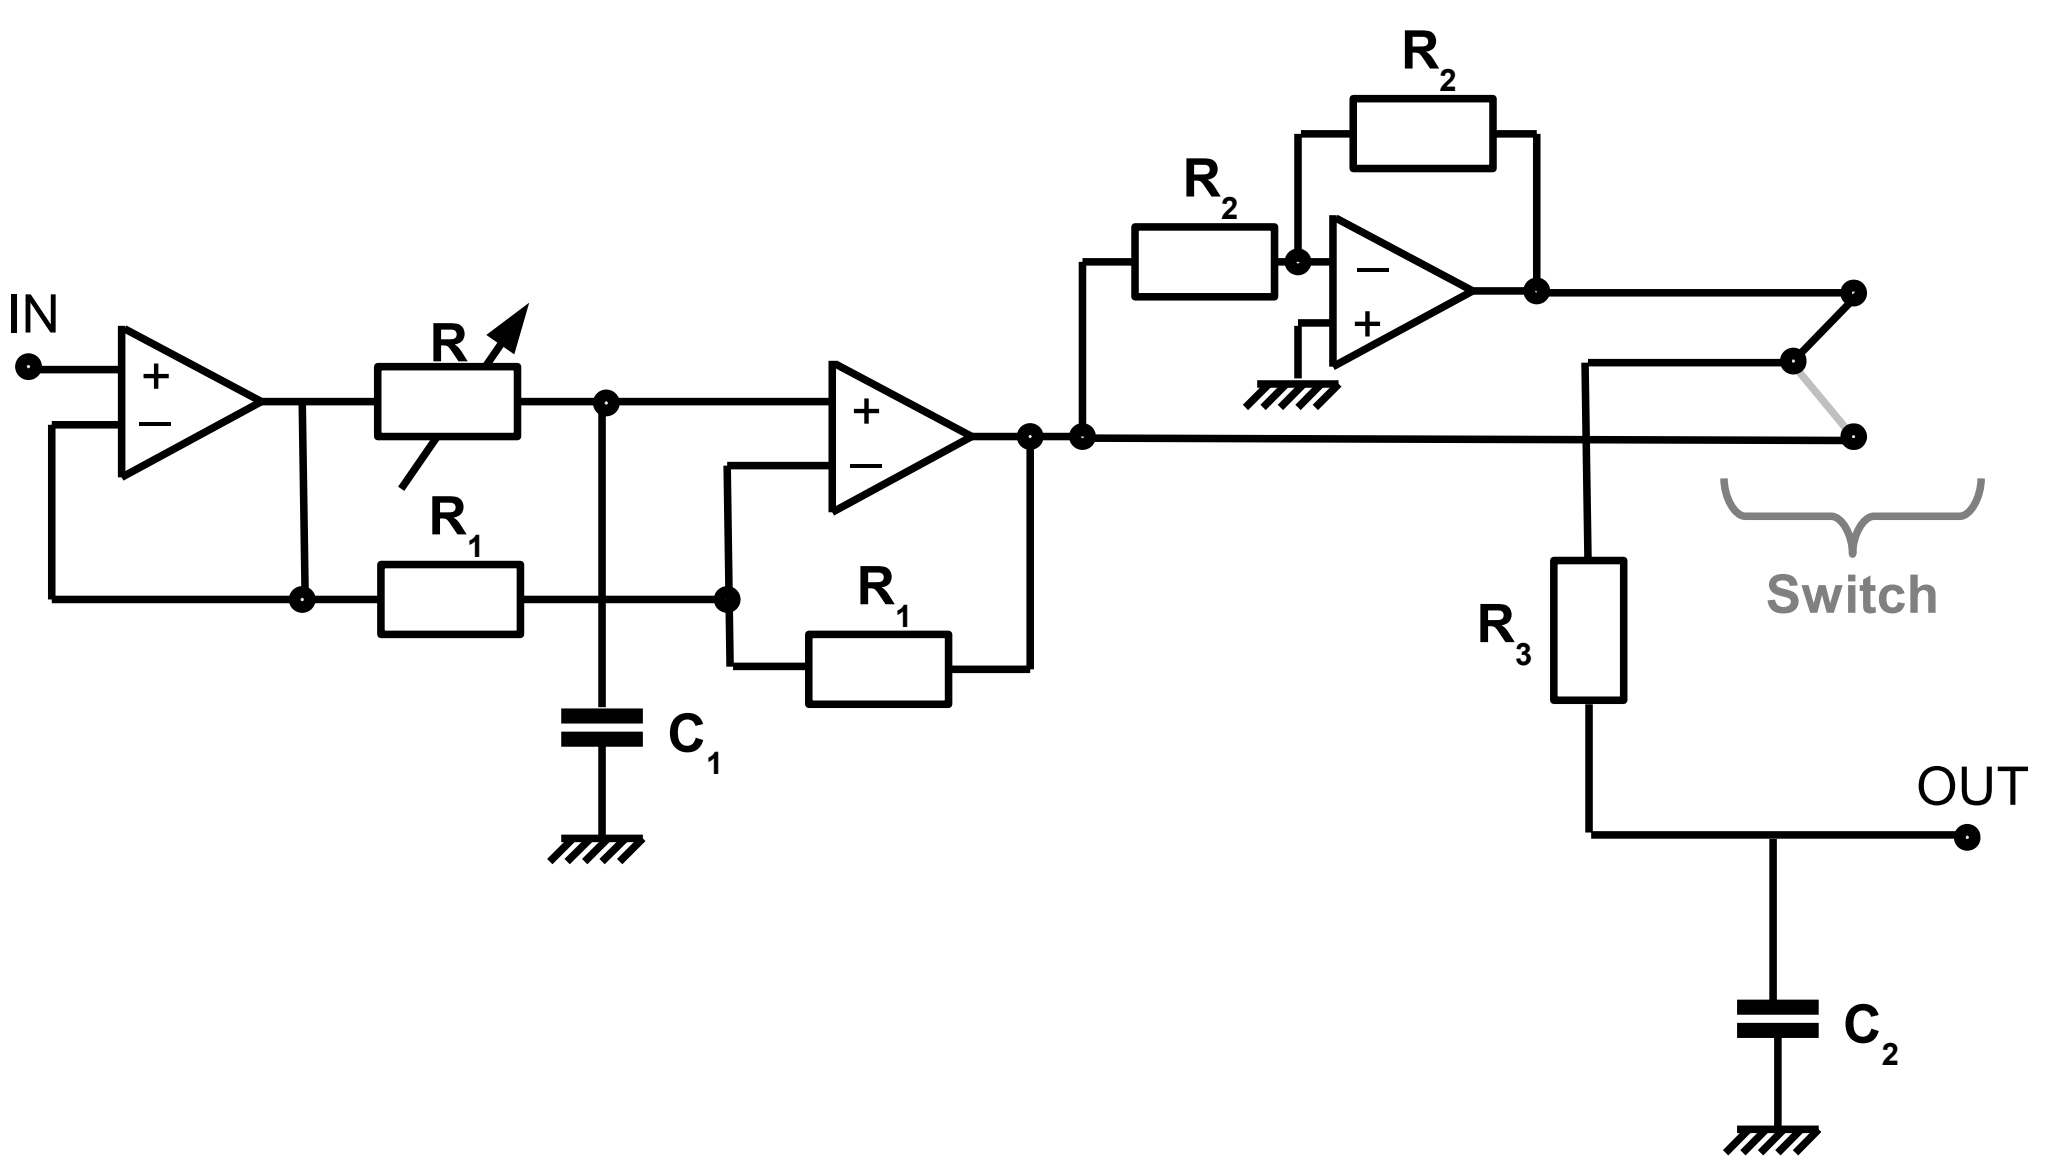 R₂
R₂
IN
R
+
−
−
+
+
−
R₁
R₁
R₃
Switch
C₁
OUT
C₂